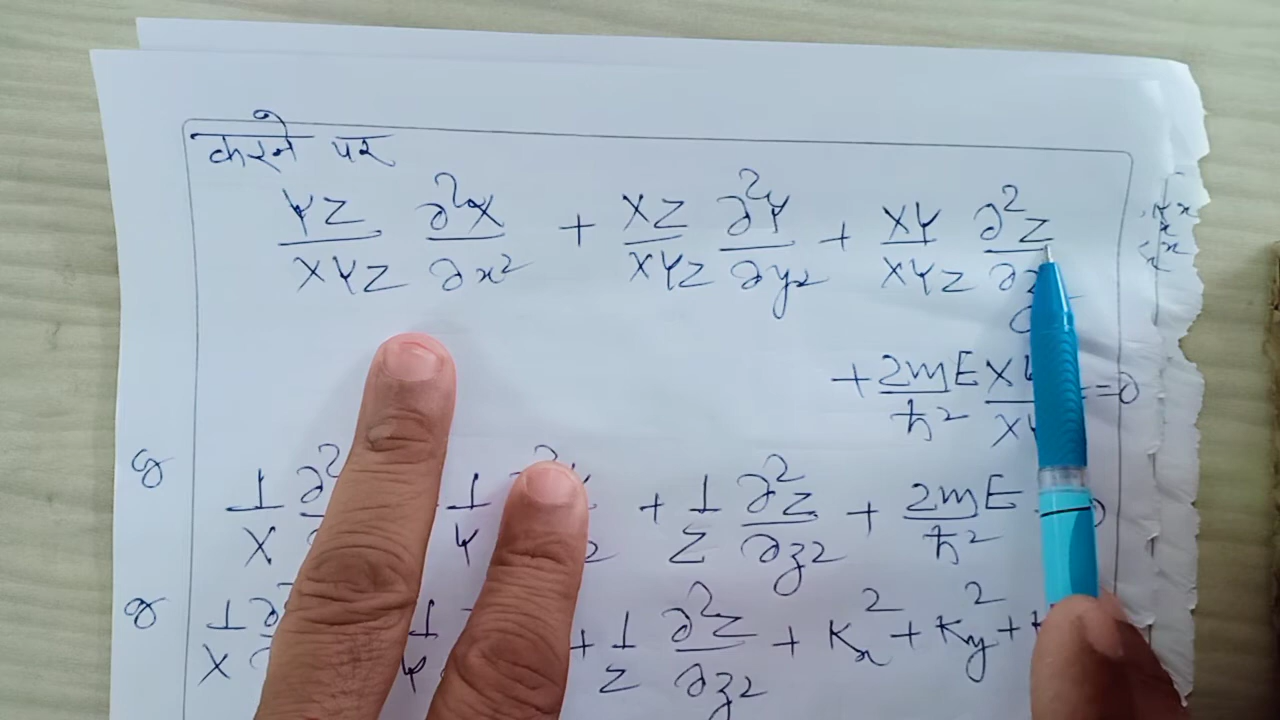 करने पर
YZ/XYZ ∂²X/∂x² + XZ/XYZ ∂²Y/∂y² + XY/XYZ ∂²Z/∂z
+ 2mE/ħ² XY/XY = 0
या 1/X ∂² 1/Y + 1/Z ∂²Z/∂z² + 2mE/ħ² 0
या 1/X 1/Y + 1/Z ∂²Z/∂z² + Kx² + Ky² +